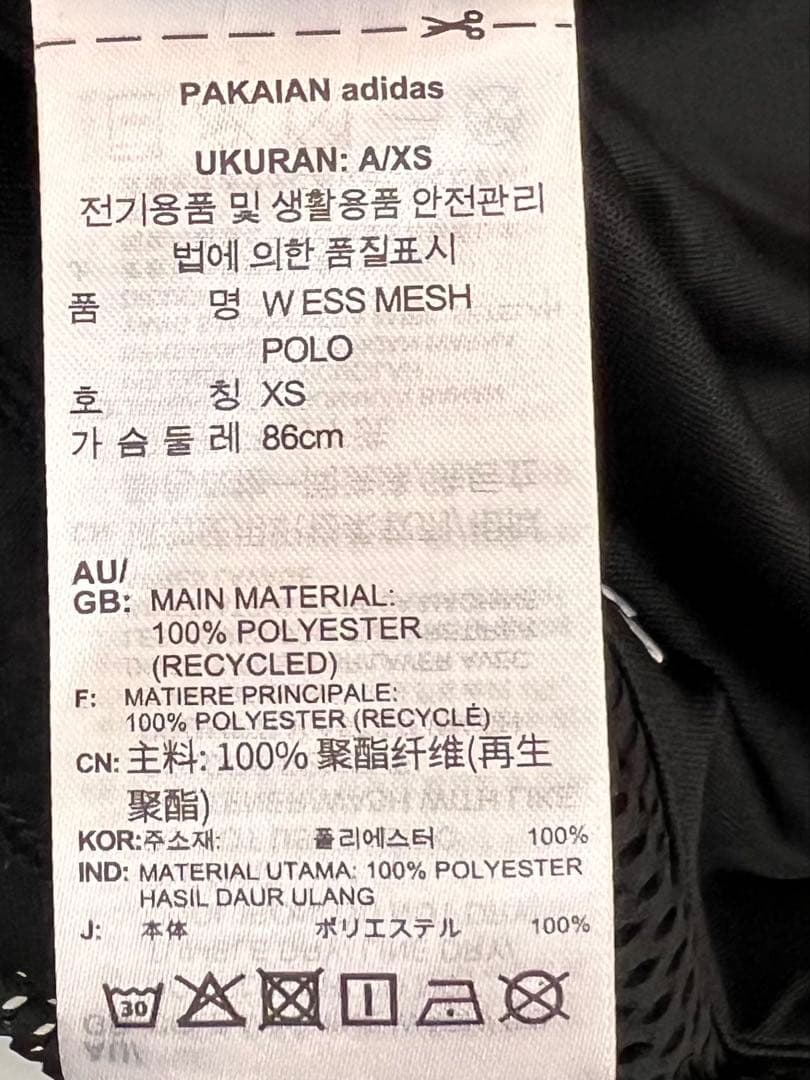 PAKAIAN adidas
UKURAN: A/XS
전기용품 및 생활용품 안전관리
법에 의한 품질표시
품 명 W ESS MESH
POLO
호 칭 XS
가 슴 둘 레 86cm
AU/
GB: MAIN MATERIAL:
100% POLYESTER
(RECYCLED)
F: MATIERE PRINCIPALE:
100% POLYESTER (RECYCLÉ)
CN: 主料: 100% 聚酯纤维(再生
聚酯)
KOR:주소재: 폴리에스터 100%
IND: MATERIAL UTAMA: 100% POLYESTER
HASIL DAUR ULANG
J: 本体 ポリエステル 100%
30